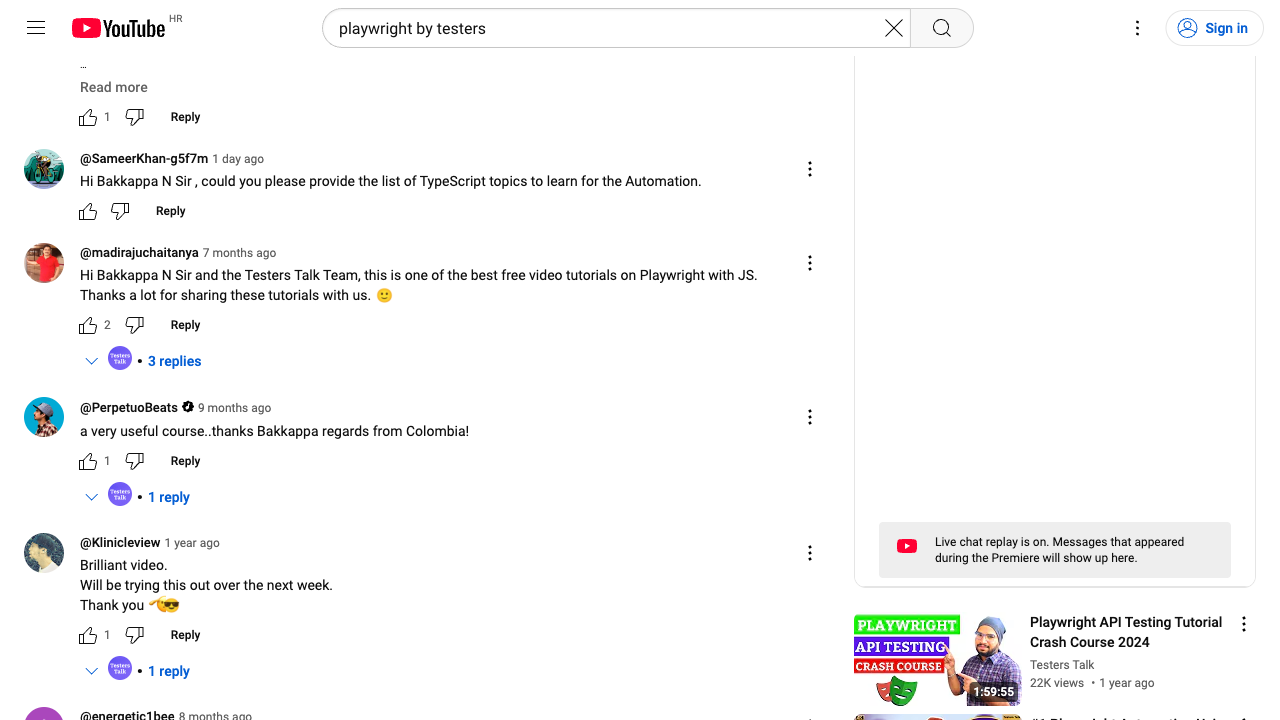 YouTube HR
playwright by testers
Sign in
...
Read more
1 Reply
@SameerKhan-g5f7m 1 day ago
Hi Bakkappa N Sir , could you please provide the list of TypeScript topics to learn for the Automation.
Reply
@madirajuchaitanya 7 months ago
Hi Bakkappa N Sir and the Testers Talk Team, this is one of the best free video tutorials on Playwright with JS.
Thanks a lot for sharing these tutorials with us. 🙂
2 Reply
Testers Talk • 3 replies
@PerpetuoBeats 9 months ago
a very useful course..thanks Bakkappa regards from Colombia!
1 Reply
Testers Talk • 1 reply
@Klinicleview 1 year ago
Brilliant video.
Will be trying this out over the next week.
Thank you
1 Reply
Testers Talk • 1 reply
@energetic1bee 8 months ago
Live chat replay is on. Messages that appeared
during the Premiere will show up here.
PLAYWRIGHT
API TESTING
CRASH COURSE
1:59:55
Playwright API Testing Tutorial
Crash Course 2024
Testers Talk
22K views • 1 year ago